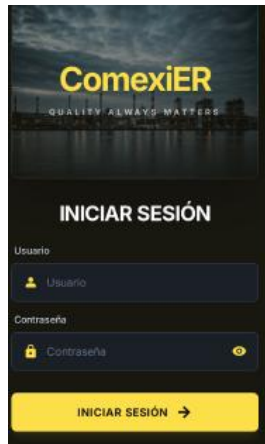 ComexiER
QUALITY ALWAYS MATTERS
INICIAR SESIÓN
Usuario
Usuario
Contraseña
Contraseña
INICIAR SESIÓN →